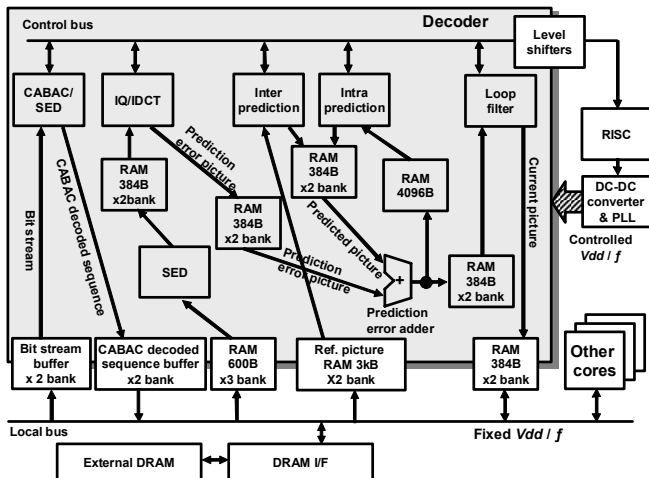 Control bus
Decoder
Level
shifters
CABAC/
SED
IQ/IDCT
Inter
prediction
Intra
prediction
Loop
filter
RISC
DC-DC
converter
& PLL
Controlled
Vdd / f
Bit stream
CABAC decoded
sequence
RAM
384B
x2bank
Prediction
error picture
RAM
384B
x2 bank
RAM
384B
x2 bank
RAM
4096B
Current picture
SED
Predicted picture
Prediction
error picture
+
Prediction
error adder
RAM
384B
x2 bank
Bit stream
buffer
x 2 bank
CABAC decoded
sequence buffer
x2 bank
RAM
600B
x3 bank
Ref. picture
RAM 3kB
X2 bank
RAM
384B
x2 bank
Other
cores
Local bus
Fixed Vdd / f
External DRAM
DRAM I/F